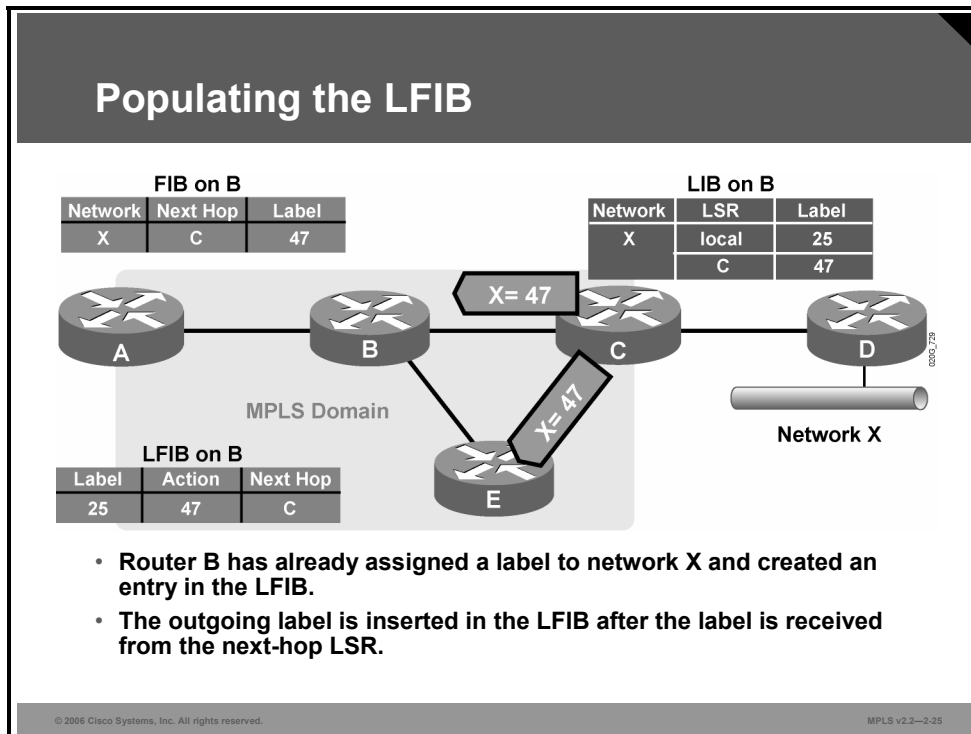 Populating the LFIB
FIB on B
Network Next Hop Label
X C 47
LIB on B
Network LSR Label
X local 25
C 47
X= 47
A
B
C
D
020G_729
X= 47
MPLS Domain
Network X
E
LFIB on B
Label Action Next Hop
25 47 C
• Router B has already assigned a label to network X and created an
entry in the LFIB.
• The outgoing label is inserted in the LFIB after the label is received
from the next-hop LSR.
© 2006 Cisco Systems, Inc. All rights reserved.
MPLS v2.2—2-25